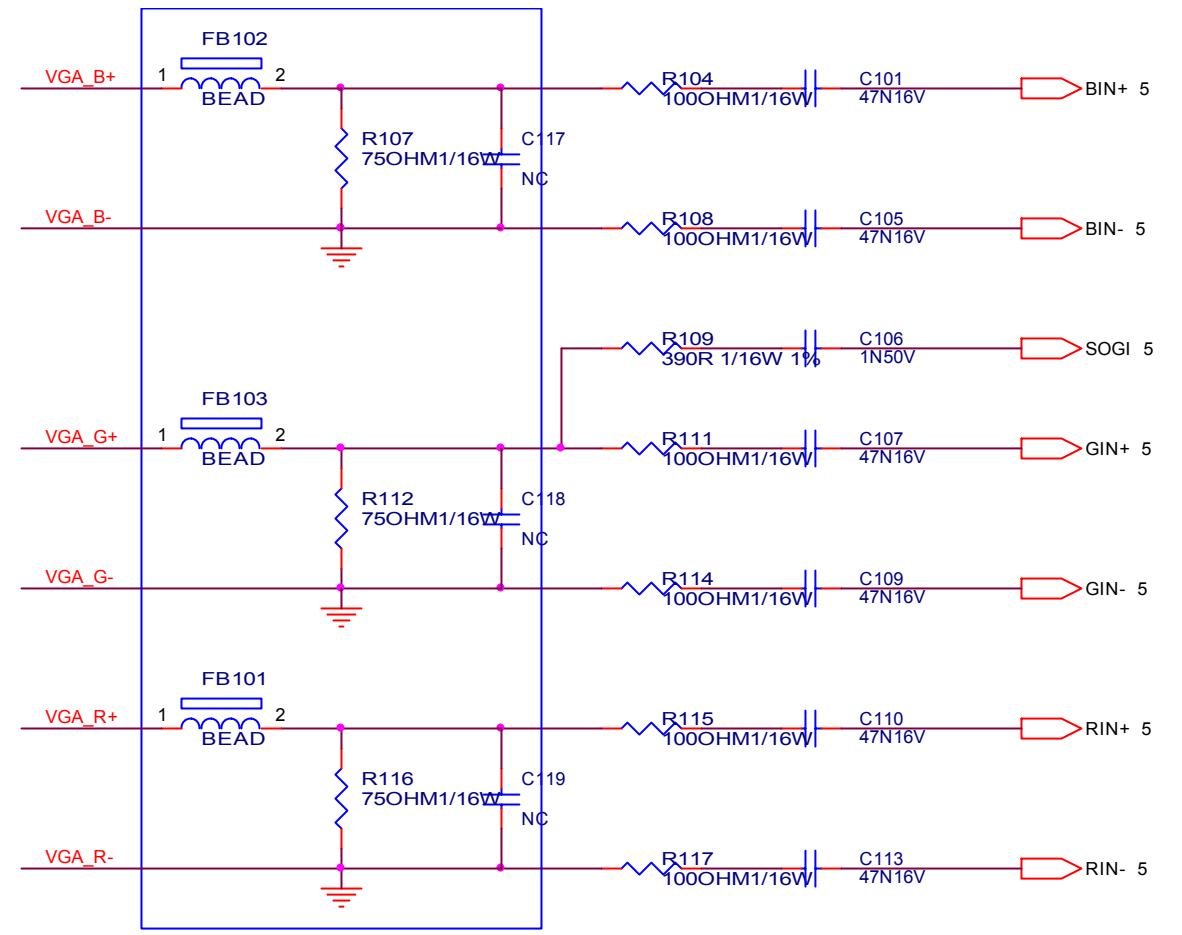 FB102
VGA_B+ 1 2
BEAD
R104
100OHM1/16W
C101
47N16V
BIN+ 5
R107
75OHM1/16W
C117
NC
VGA_B-
R108
100OHM1/16W
C105
47N16V
BIN- 5
R109
390R 1/16W 1%
C106
1N50V
SOGI 5
FB103
VGA_G+ 1 2
BEAD
R111
100OHM1/16W
C107
47N16V
GIN+ 5
R112
75OHM1/16W
C118
NC
VGA_G-
R114
100OHM1/16W
C109
47N16V
GIN- 5
FB101
VGA_R+ 1 2
BEAD
R115
100OHM1/16W
C110
47N16V
RIN+ 5
R116
75OHM1/16W
C119
NC
VGA_R-
R117
100OHM1/16W
C113
47N16V
RIN- 5